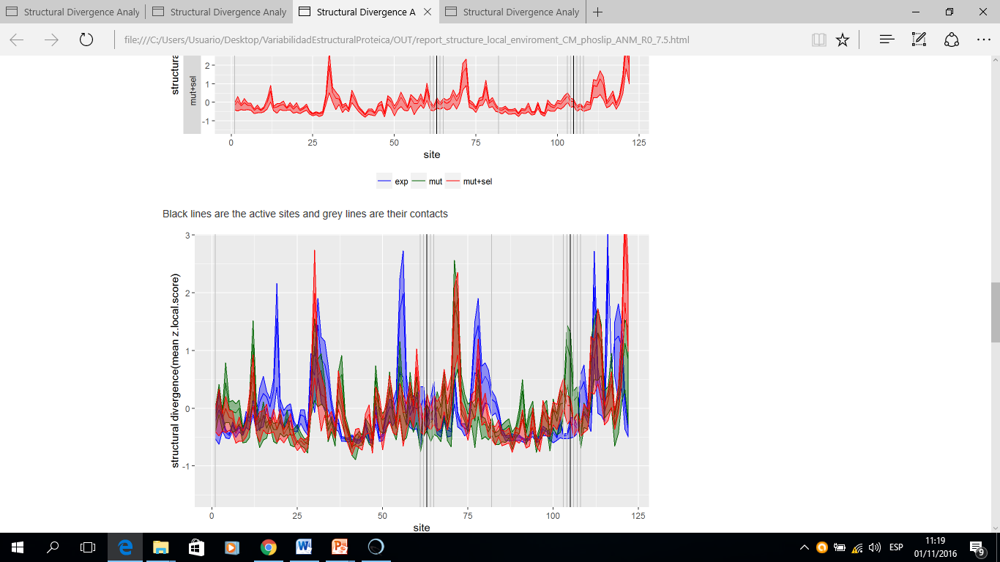 Structural Divergence Analy
Structural Divergence Analy
Structural Divergence A
Structural Divergence Analy
file:///C:/Users/Usuario/Desktop/VariabilidadEstructuralProteica/OUT/report_structure_local_enviroment_CM_phoslip_ANM_R0_7.5.html
structura
mut+sel
2
1
0
-1
0 25 50 75 100 125
site
exp mut mut+sel
Black lines are the active sites and grey lines are their contacts
structural divergence(mean z.local.score)
3
2
1
0
-1
0 25 50 75 100 125
site
ESP
11:19
01/11/2016
9